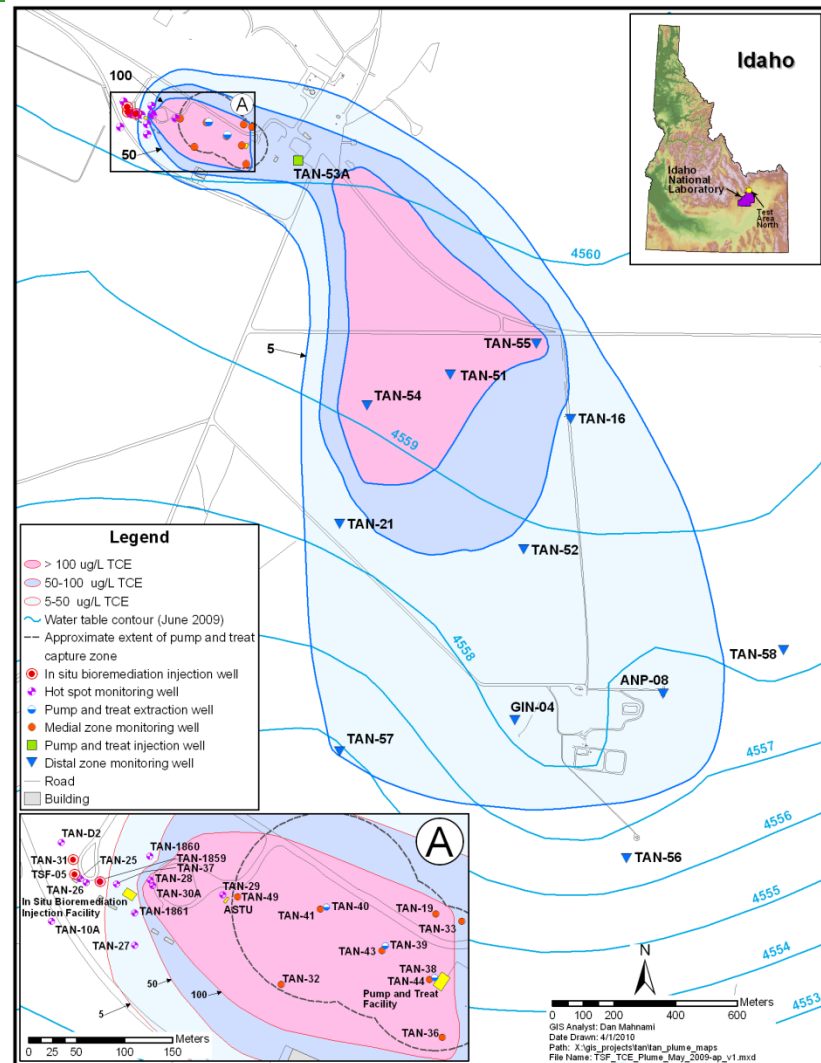 Idaho
Idaho
National
Laboratory
Test
Area
North
100
A
50
TAN-53A
4560
5
TAN-55
TAN-51
TAN-54
TAN-16
4559
TAN-21
TAN-52
4558
TAN-58
ANP-08
GIN-04
TAN-57
4557
4556
TAN-56
4555
4554
4553
Legend
> 100 ug/L TCE
50-100 ug/L TCE
5-50 ug/L TCE
Water table contour (June 2009)
Approximate extent of pump and treat
capture zone
In situ bioremediation injection well
Hot spot monitoring well
Pump and treat extraction well
Medial zone monitoring well
Pump and treat injection well
Distal zone monitoring well
Road
Building
A
TAN-D2
TAN-1860
TAN-31
TAN-25
TAN-1859
TSF-05
TAN-37
TAN-28
TAN-26
TAN-30A
TAN-29
In Situ Bioremediation
Injection Facility
TAN-49
ASTU
TAN-1861
TAN-10A
TAN-27
TAN-41
TAN-40
TAN-19
TAN-33
TAN-43
TAN-39
TAN-32
TAN-38
TAN-44
Pump and Treat
Facility
TAN-36
50
100
5
Meters
0 25 50 100 150
N
Meters
0 100 200 400 600
GIS Analyst: Dan Mahnami
Date Drawn: 4/1/2010
Path: X:\gis_projects\tan\tan_plume_maps
File Name: TSF_TCE_Plume_May_2009-ap_v1.mxd